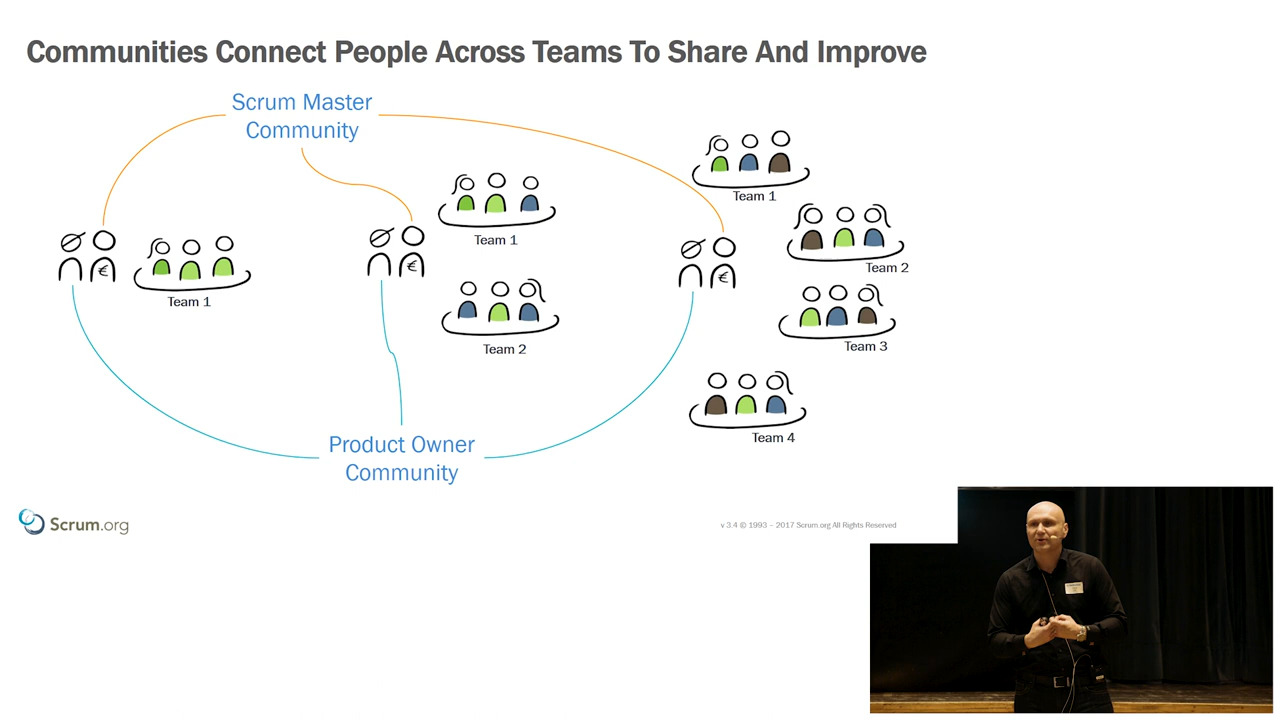 Communities Connect People Across Teams To Share And Improve
Scrum Master
Community
Team 1
Team 1
Team 2
€
€
€
Team 1
Team 2
Team 3
Team 4
Product Owner
Community
Scrum.org
v 3.4 © 1993 – 2017 Scrum.org All Rights Reserved